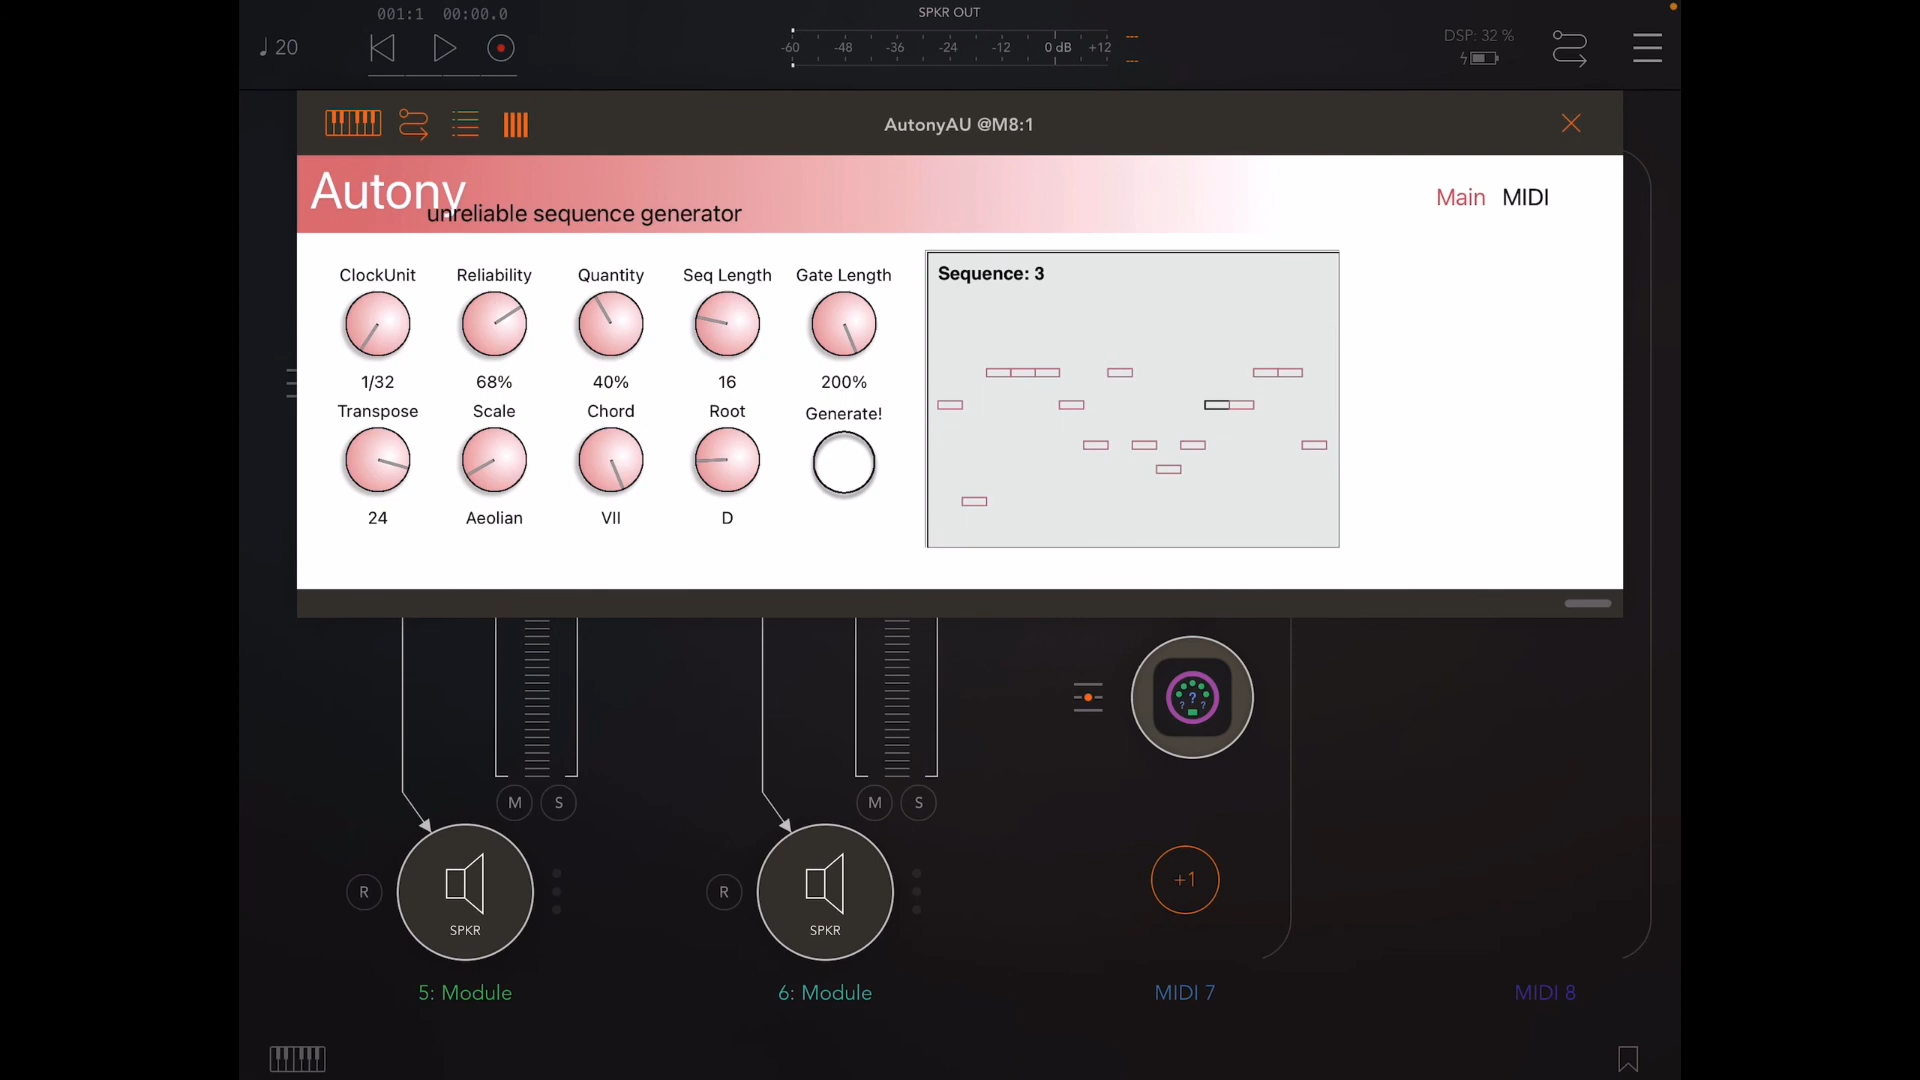 001:1 00:00.0
SPKR OUT
♩ 20
-60 -48 -36 -24 -12 0 dB +12
DSP: 32 %
AutonyAU @M8:1
Autony
unreliable sequence generator
Main MIDI
ClockUnit Reliability Quantity Seq Length Gate Length
1/32 68% 40% 16 200%
Transpose Scale Chord Root Generate!
24 Aeolian VII D
Sequence: 3
? ? ?
M S M S
R SPKR R SPKR +1
5: Module 6: Module MIDI 7 MIDI 8